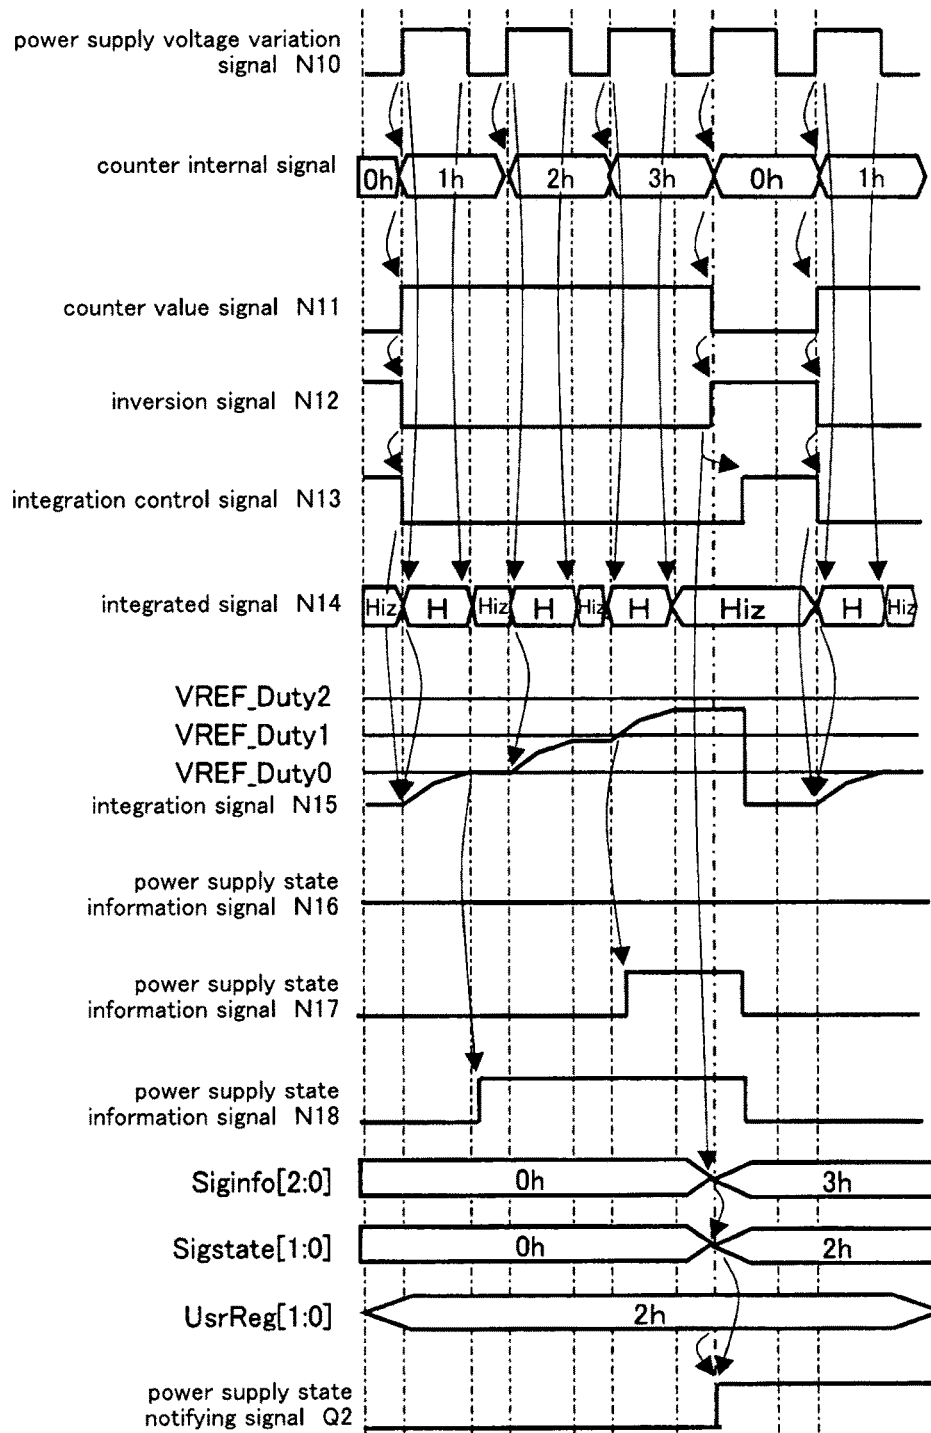 power supply voltage variation
signal N10
counter internal signal
0h 1h 2h 3h 0h 1h
counter value signal N11
inversion signal N12
integration control signal N13
integrated signal N14
Hiz H Hiz H Hiz H Hiz H Hiz
VREF_Duty2
VREF_Duty1
VREF_Duty0
integration signal N15
power supply state
information signal N16
power supply state
information signal N17
power supply state
information signal N18
Siginfo[2:0] 0h 3h
Sigstate[1:0] 0h 2h
UsrReg[1:0] 2h
power supply state
notifying signal Q2